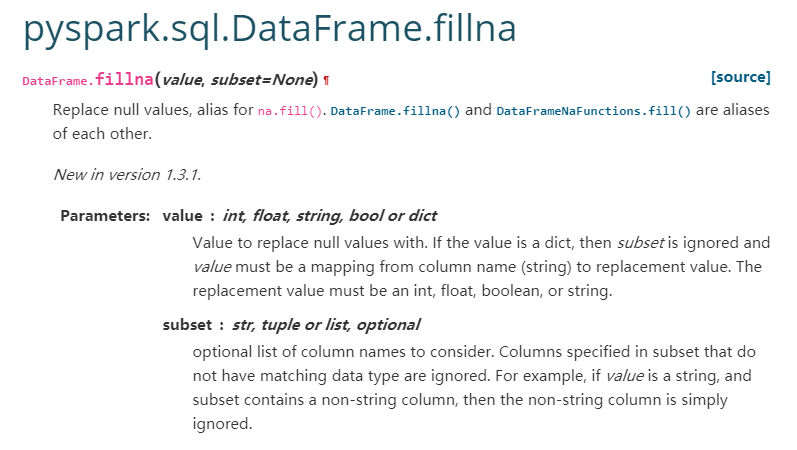 pyspark.sql.DataFrame.fillna
DataFrame.fillna(value, subset=None) ¶ [source]
Replace null values, alias for na.fill(). DataFrame.fillna() and DataFrameNaFunctions.fill() are aliases
of each other.
New in version 1.3.1.
Parameters: value : int, float, string, bool or dict
Value to replace null values with. If the value is a dict, then subset is ignored and
value must be a mapping from column name (string) to replacement value. The
replacement value must be an int, float, boolean, or string.
subset : str, tuple or list, optional
optional list of column names to consider. Columns specified in subset that do
not have matching data type are ignored. For example, if value is a string, and
subset contains a non-string column, then the non-string column is simply
ignored.